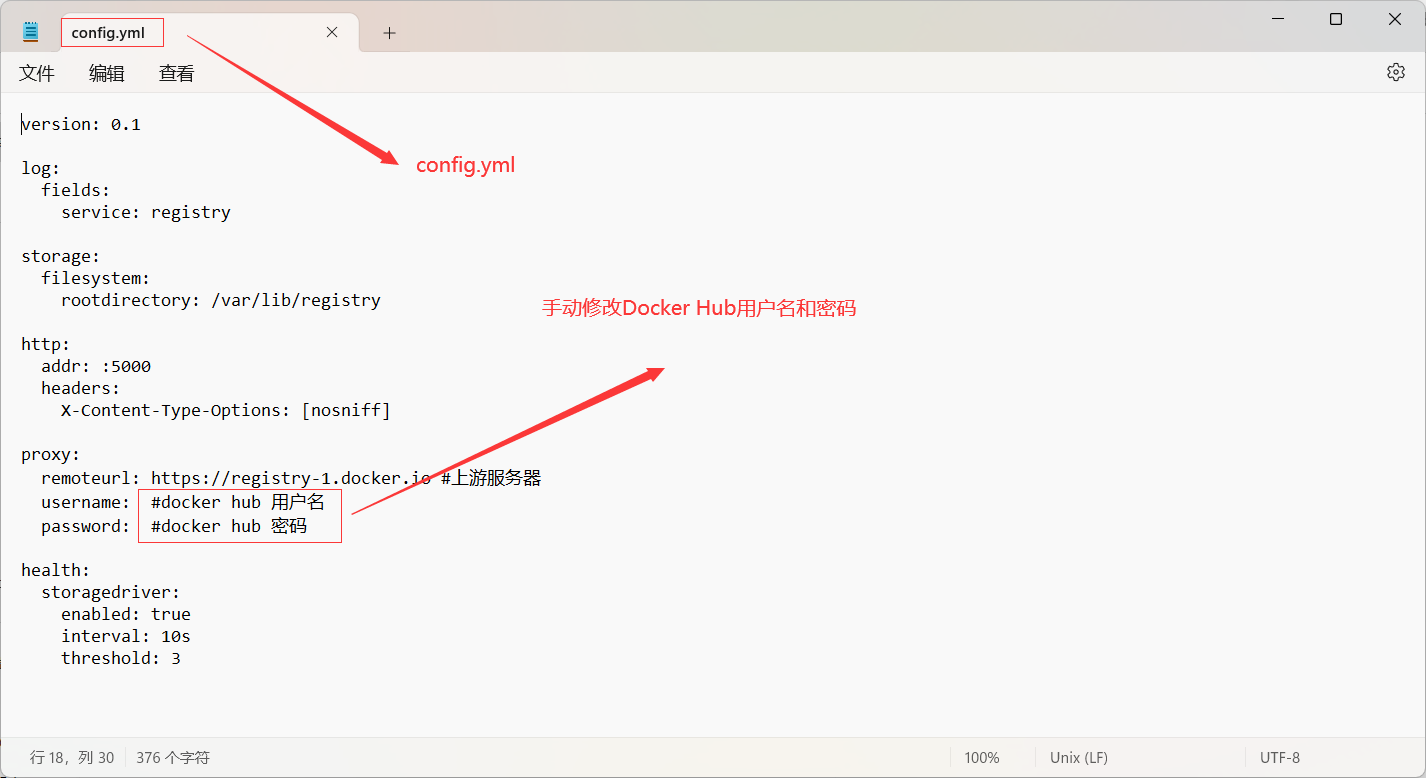 config.yml
文件 编辑 查看
version: 0.1
config.yml
log:
  fields:
    service: registry
storage:
  filesystem:
    rootdirectory: /var/lib/registry
手动修改Docker Hub用户名和密码
http:
  addr: :5000
  headers:
    X-Content-Type-Options: [nosniff]
proxy:
  remoteurl: https://registry-1.docker.io #上游服务器
  username:  #docker hub 用户名
  password:  #docker hub 密码
health:
  storagedriver:
    enabled: true
    interval: 10s
    threshold: 3
行 18，列 30 376 个字符 100% Unix (LF) UTF-8